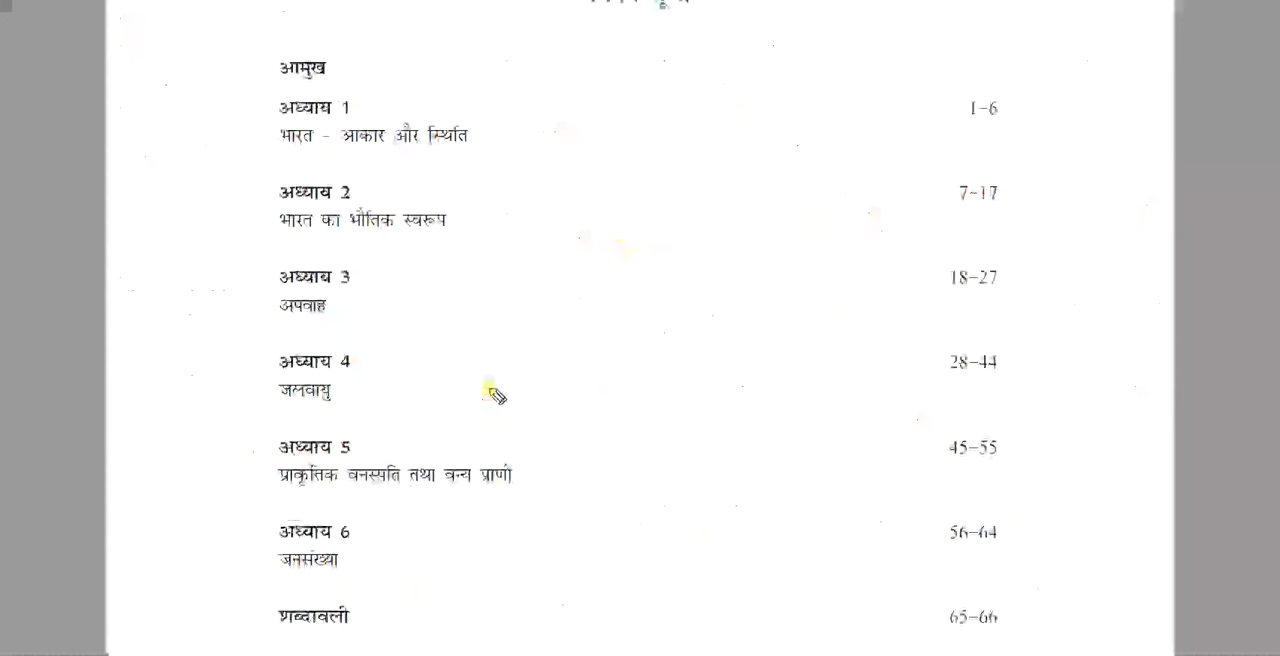 आमुख
अध्याय 1 1-6
भारत - आकार और स्थिति
अध्याय 2 7-17
भारत का भौतिक स्वरूप
अध्याय 3 18-27
अपवाह
अध्याय 4 28-44
जलवायु
अध्याय 5 45-55
प्राकृतिक वनस्पति तथा वन्य प्राणी
अध्याय 6 56-64
जनसंख्या
शब्दावली 65-66